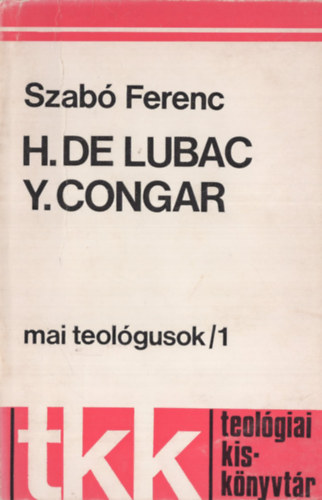 Szabó Ferenc
H. DE LUBAC
Y. CONGAR
mai teológusok/1
tkk
teológiai
kis-
könyvtár